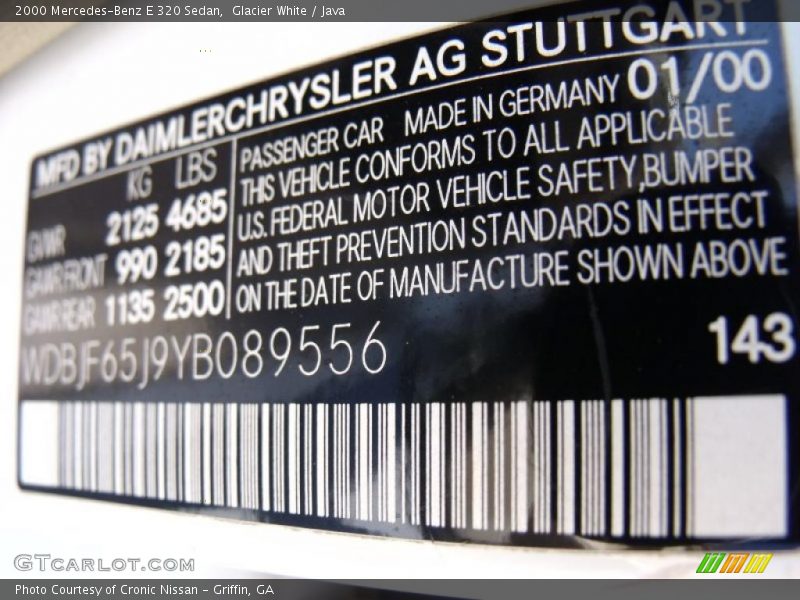 2000 Mercedes-Benz E 320 Sedan, Glacier White / Java
MFD BY DAIMLERCHRYSLER AG STUTTGART
KG LBS
GVWR 2125 4685
GAWR FRONT 990 2185
GAWR REAR 1135 2500
PASSENGER CAR MADE IN GERMANY 01/00
THIS VEHICLE CONFORMS TO ALL APPLICABLE
U.S. FEDERAL MOTOR VEHICLE SAFETY, BUMPER
AND THEFT PREVENTION STANDARDS IN EFFECT
ON THE DATE OF MANUFACTURE SHOWN ABOVE
WDBJF65J9YB089556
143
GTCARLOT.COM
Photo Courtesy of Cronic Nissan - Griffin, GA